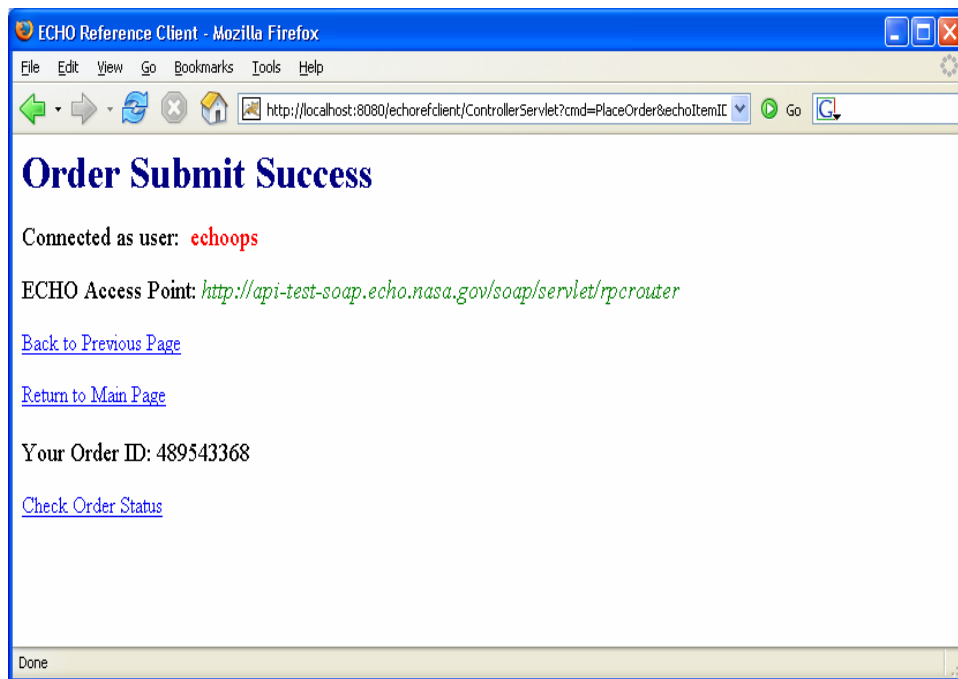 ECHO Reference Client - Mozilla Firefox
File Edit View Go Bookmarks Tools Help
http://localhost:8080/echorefclient/ControllerServlet?cmd=PlaceOrder&echoItemID Go G
Order Submit Success
Connected as user: echoops
ECHO Access Point: http://api-test-soap.echo.nasa.gov/soap/servlet/rpcrouter
Back to Previous Page
Return to Main Page
Your Order ID: 489543368
Check Order Status
Done